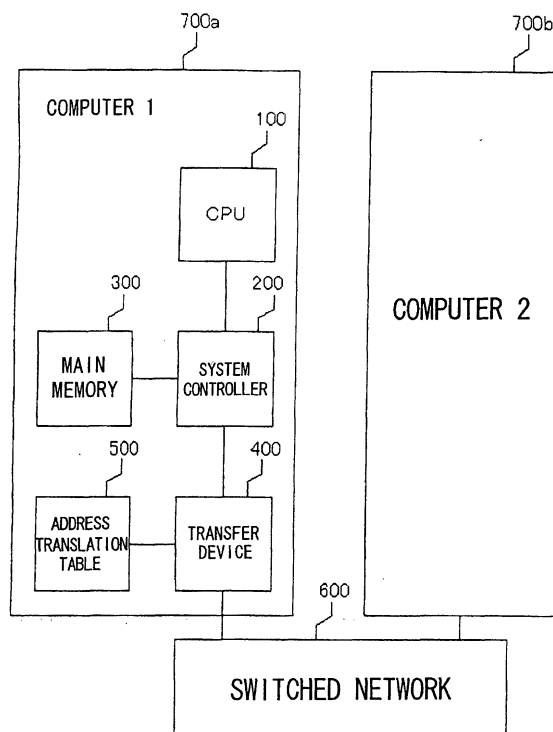 700a
700b
COMPUTER 1
100
CPU
300
200
MAIN
MEMORY
SYSTEM
CONTROLLER
COMPUTER 2
500
400
ADDRESS
TRANSLATION
TABLE
TRANSFER
DEVICE
600
SWITCHED NETWORK